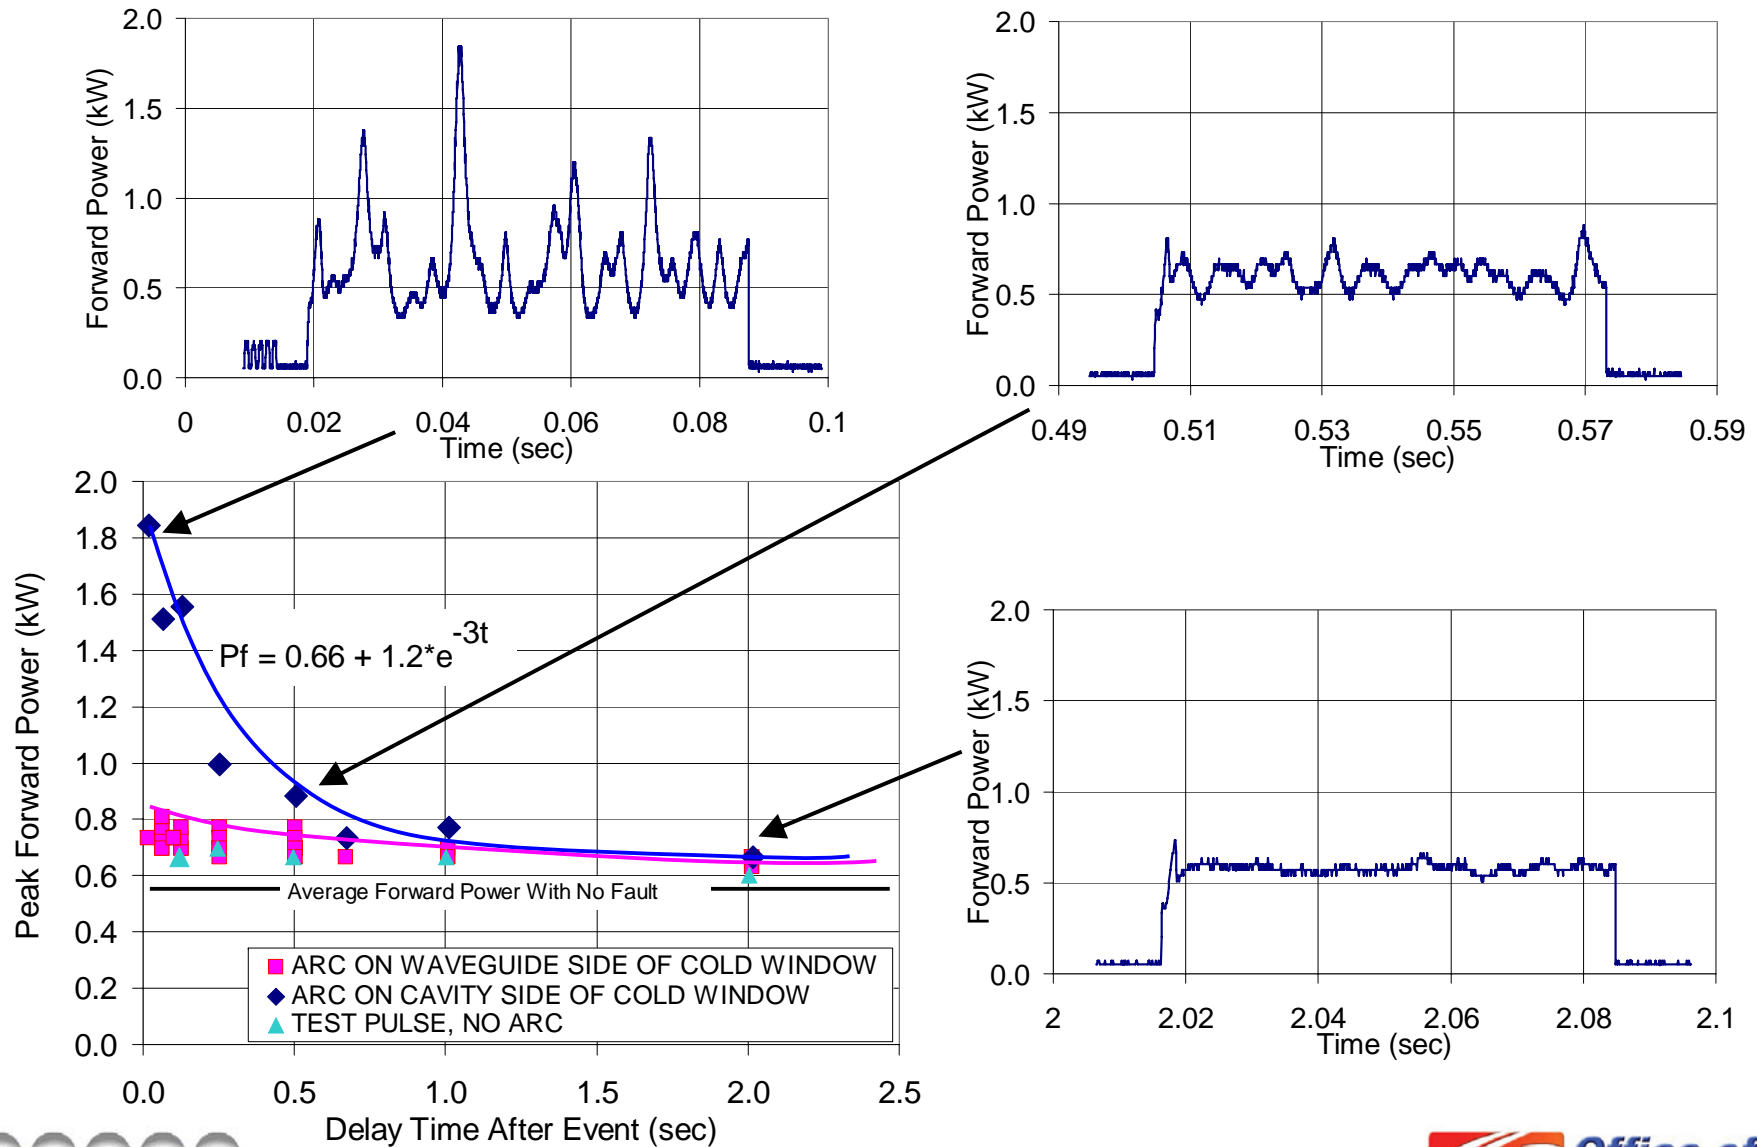 2.0
1.5
1.0
0.5
0.0
Forward Power (kW)
0 0.02 0.04 0.06 0.08 0.1
Time (sec)
2.0
1.5
1.0
0.5
0.0
Forward Power (kW)
0.49 0.51 0.53 0.55 0.57 0.59
Time (sec)
2.0
1.8
1.6
1.4
1.2
1.0
0.8
0.6
0.4
0.2
0.0
Peak Forward Power (kW)
Pf = 0.66 + 1.2*e-3t
Average Forward Power With No Fault
ARC ON WAVEGUIDE SIDE OF COLD WINDOW
ARC ON CAVITY SIDE OF COLD WINDOW
TEST PULSE, NO ARC
0.0 0.5 1.0 1.5 2.0 2.5
Delay Time After Event (sec)
2.0
1.5
1.0
0.5
0.0
Forward Power (kW)
2 2.02 2.04 2.06 2.08 2.1
Time (sec)
Office of